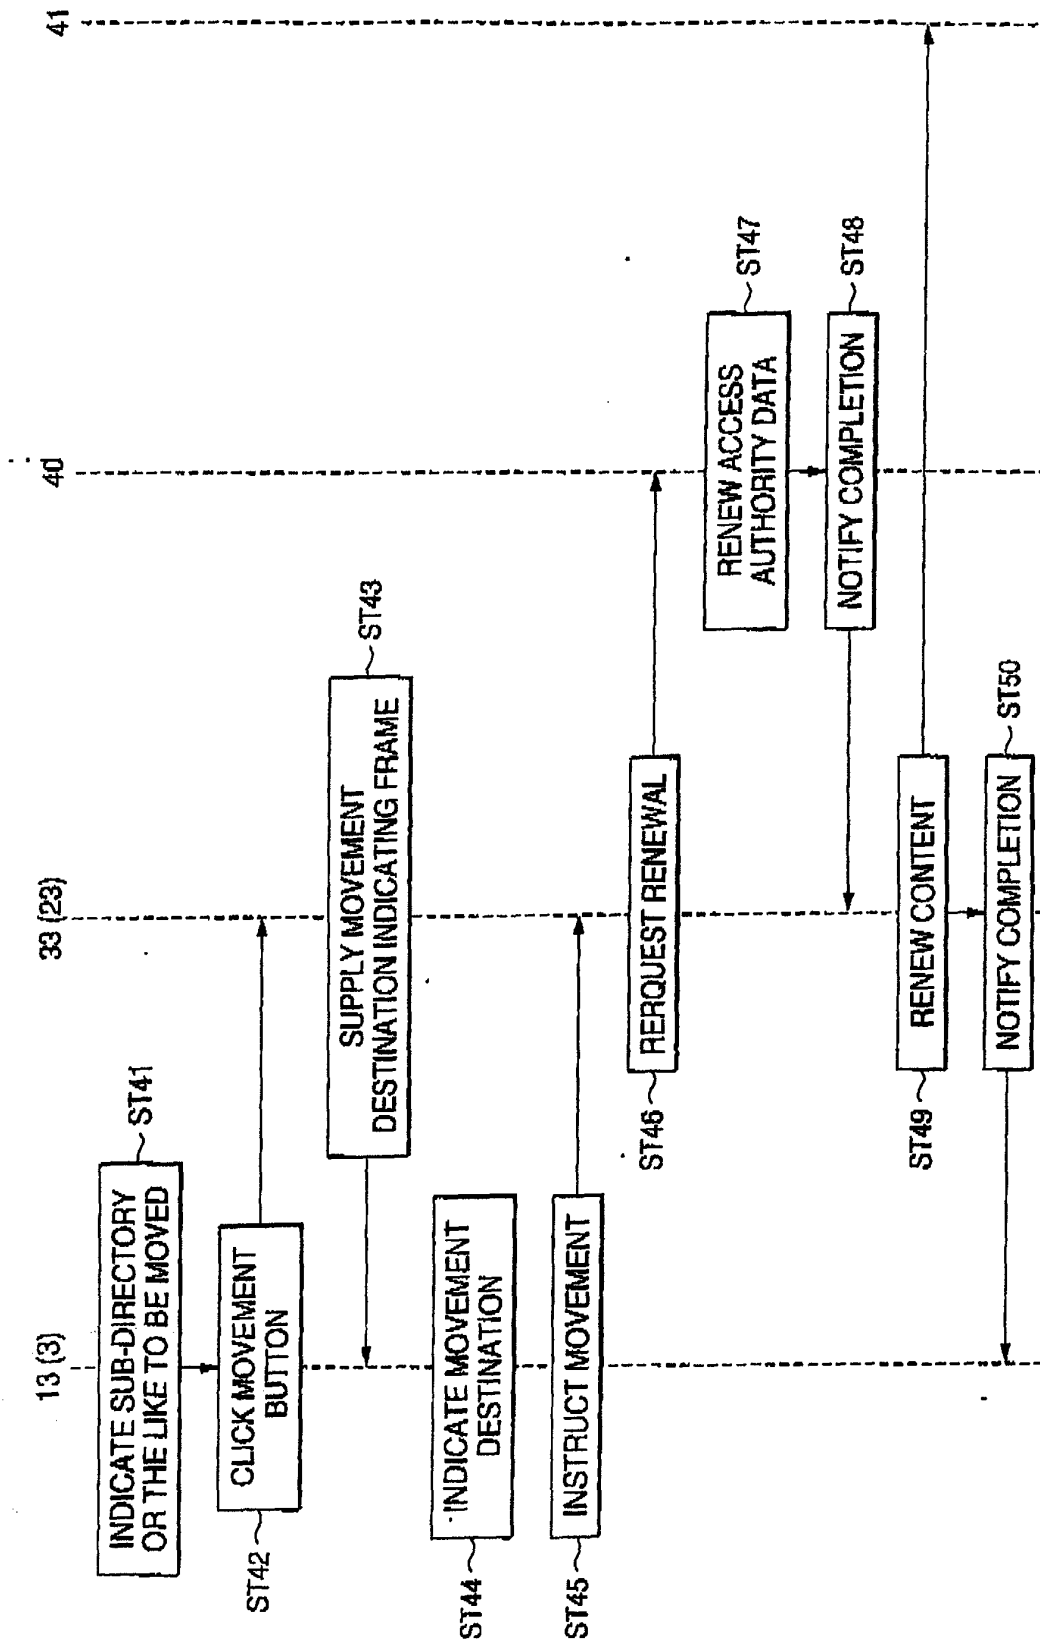 13 (3)
33 (23)
40
41
INDICATE SUB-DIRECTORY
OR THE LIKE TO BE MOVED
ST41
CLICK MOVEMENT
BUTTON
ST42
SUPPLY MOVEMENT
DESTINATION INDICATING FRAME
ST43
INDICATE MOVEMENT
DESTINATION
ST44
INSTRUCT MOVEMENT
ST45
RERQUEST RENEWAL
ST46
RENEW ACCESS
AUTHORITY DATA
ST47
NOTIFY COMPLETION
ST48
RENEW CONTENT
ST49
NOTIFY COMPLETION
ST50